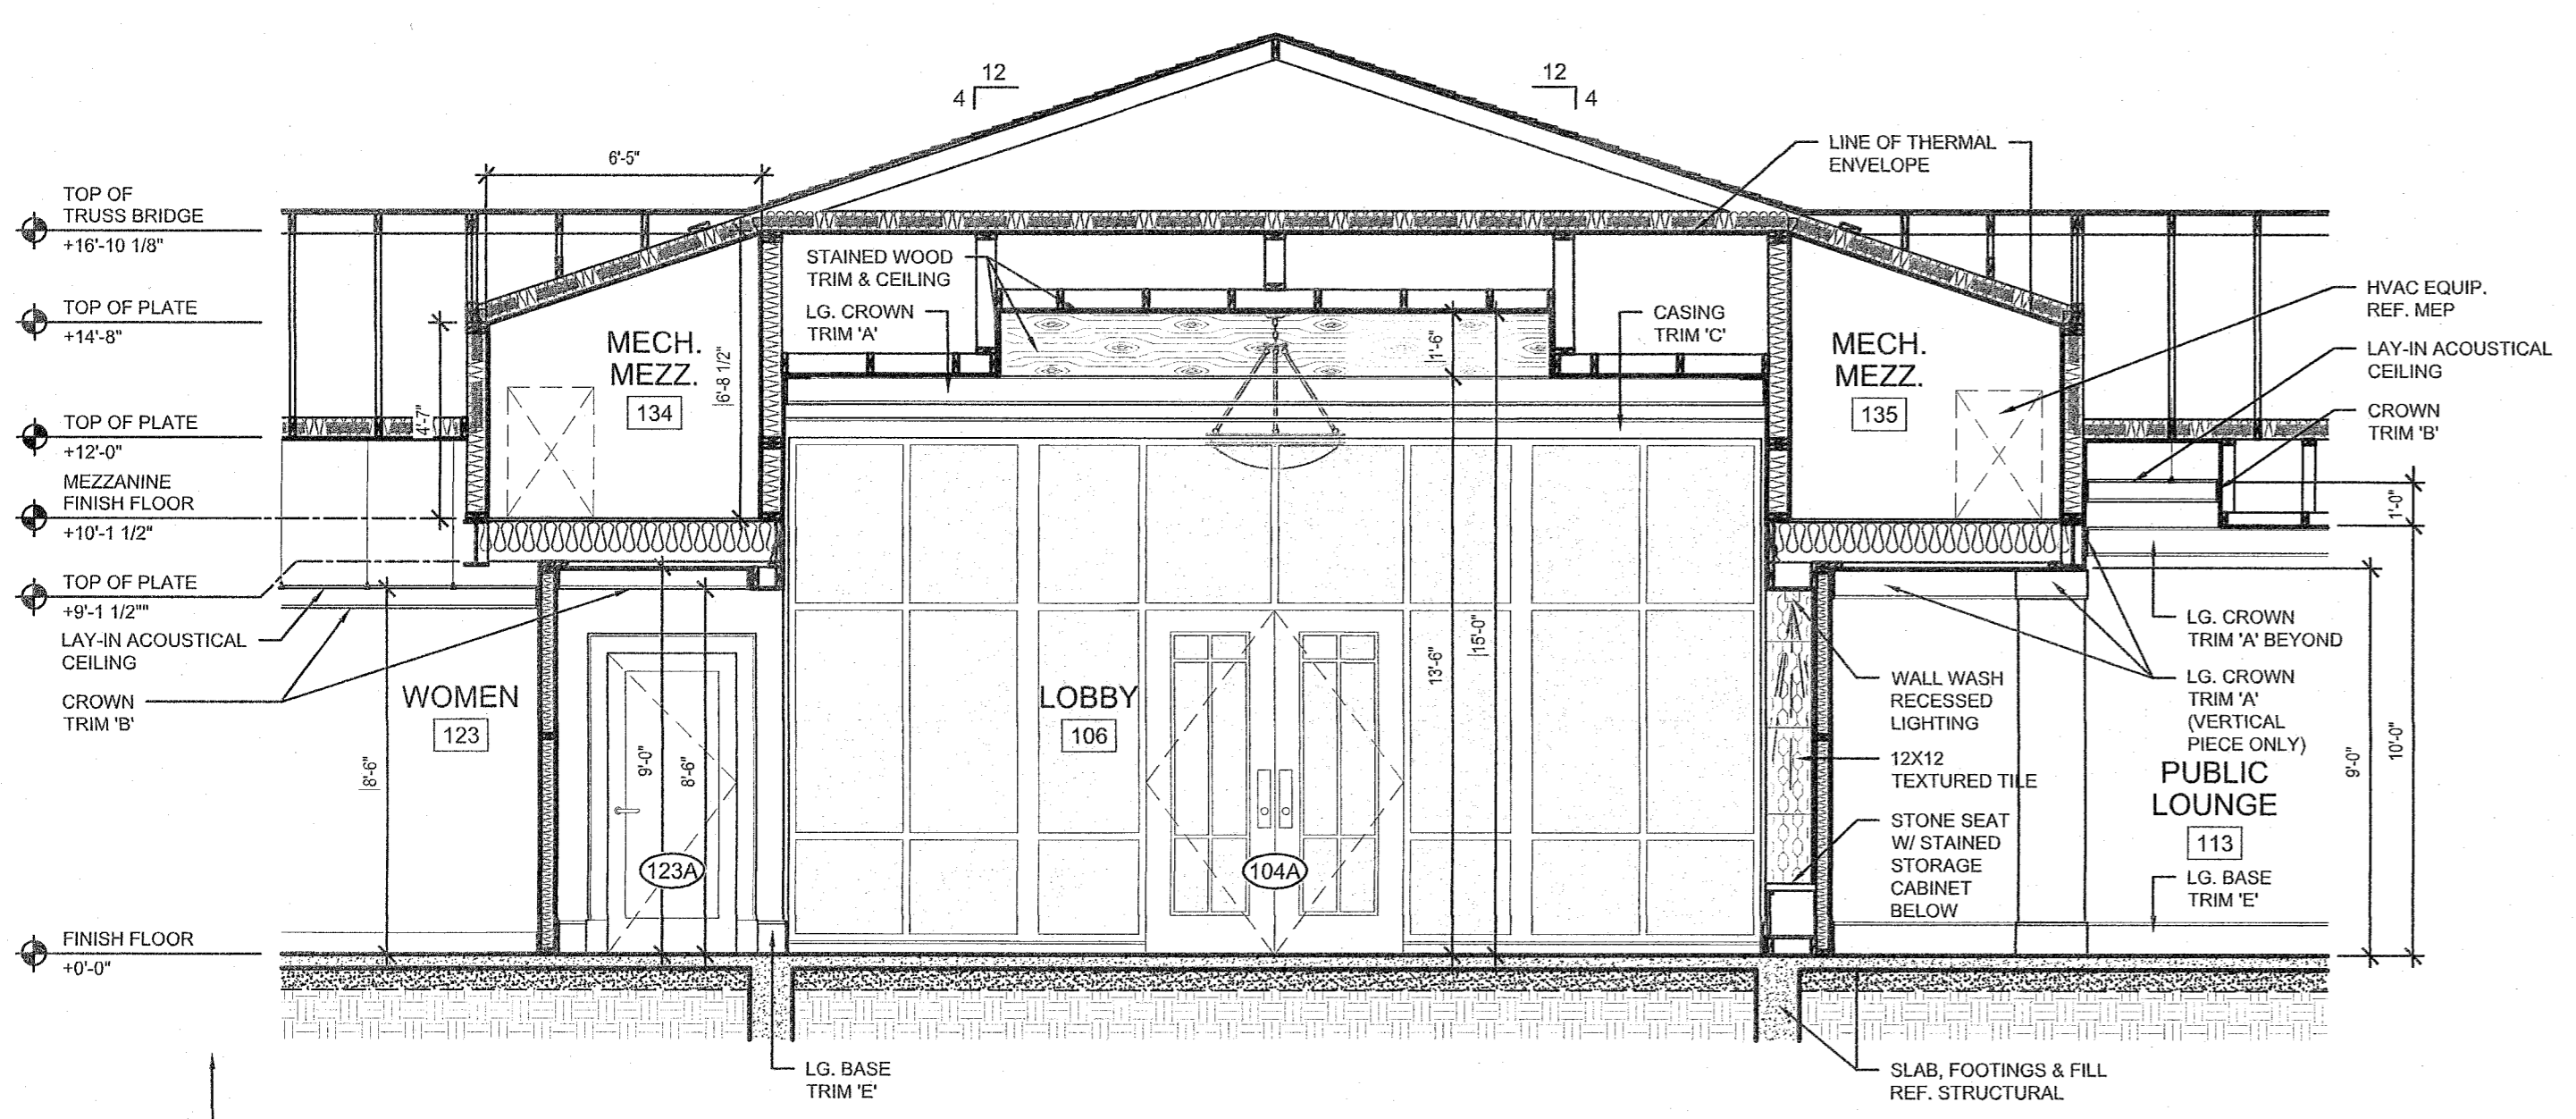 12
4
12
4
LINE OF THERMAL
ENVELOPE
6'-5"
TOP OF
TRUSS BRIDGE
+16'-10 1/8"
TOP OF PLATE
+14'-8"
TOP OF PLATE
+12'-0"
MEZZANINE
FINISH FLOOR
+10'-1 1/2"
TOP OF PLATE
+9'-1 1/2""
LAY-IN ACOUSTICAL
CEILING
CROWN
TRIM 'B'
FINISH FLOOR
+0'-0"
4'-7"
MECH.
MEZZ.
134
6'-8 1/2"
STAINED WOOD
TRIM & CEILING
LG. CROWN
TRIM 'A'
1'-6"
CASING
TRIM 'C'
MECH.
MEZZ.
135
HVAC EQUIP.
REF. MEP
LAY-IN ACOUSTICAL
CEILING
CROWN
TRIM 'B'
1'-0"
WOMEN
123
8'-6"
9'-0"
8'-6"
123A
LOBBY
106
104A
13'-6"
15'-0"
WALL WASH
RECESSED
LIGHTING
12X12
TEXTURED TILE
STONE SEAT
W/ STAINED
STORAGE
CABINET
BELOW
LG. CROWN
TRIM 'A' BEYOND
LG. CROWN
TRIM 'A'
(VERTICAL
PIECE ONLY)
PUBLIC
LOUNGE
113
LG. BASE
TRIM 'E'
9'-0"
10'-0"
LG. BASE
TRIM 'E'
SLAB, FOOTINGS & FILL
REF. STRUCTURAL